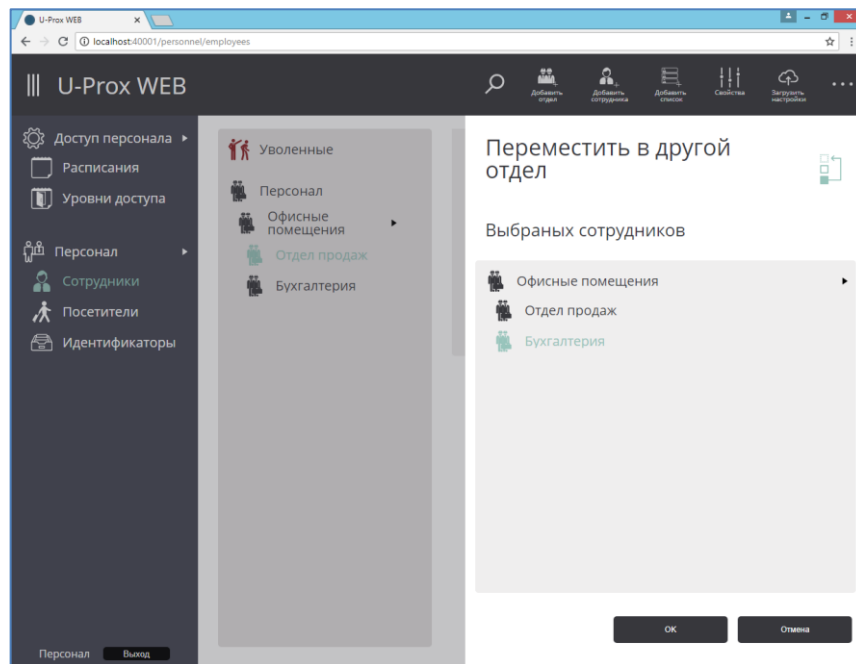 U-Prox WEB
localhost:40001/personnel/employees
U-Prox WEB
Добавить отдел
Добавить сотрудника
Добавить список
Свойства
Загрузить настройки
Доступ персонала
Расписания
Уровни доступа
Персонал
Сотрудники
Посетители
Идентификаторы
Персонал
Выход
Уволенные
Персонал
Офисные
помещения
Отдел продаж
Бухгалтерия
Переместить в другой
отдел
Выбраных сотрудников
Офисные помещения
Отдел продаж
Бухгалтерия
OK
Отмена